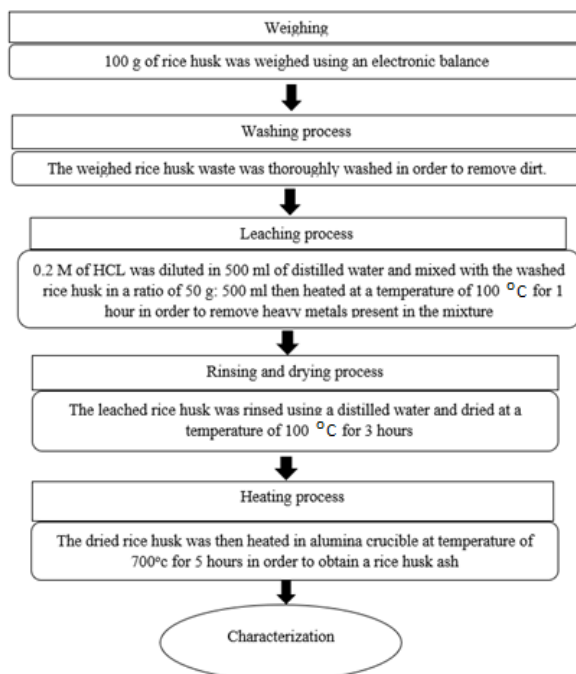 Weighing
100 g of rice husk was weighed using an electronic balance
Washing process
The weighed rice husk waste was thoroughly washed in order to remove dirt.
Leaching process
0.2 M of HCL was diluted in 500 ml of distilled water and mixed with the washed
rice husk in a ratio of 50 g: 500 ml then heated at a temperature of 100 °C for 1
hour in order to remove heavy metals present in the mixture
Rinsing and drying process
The leached rice husk was rinsed using a distilled water and dried at a
temperature of 100 °C for 3 hours
Heating process
The dried rice husk was then heated in alumina crucible at temperature of
700°c for 5 hours in order to obtain a rice husk ash
Characterization